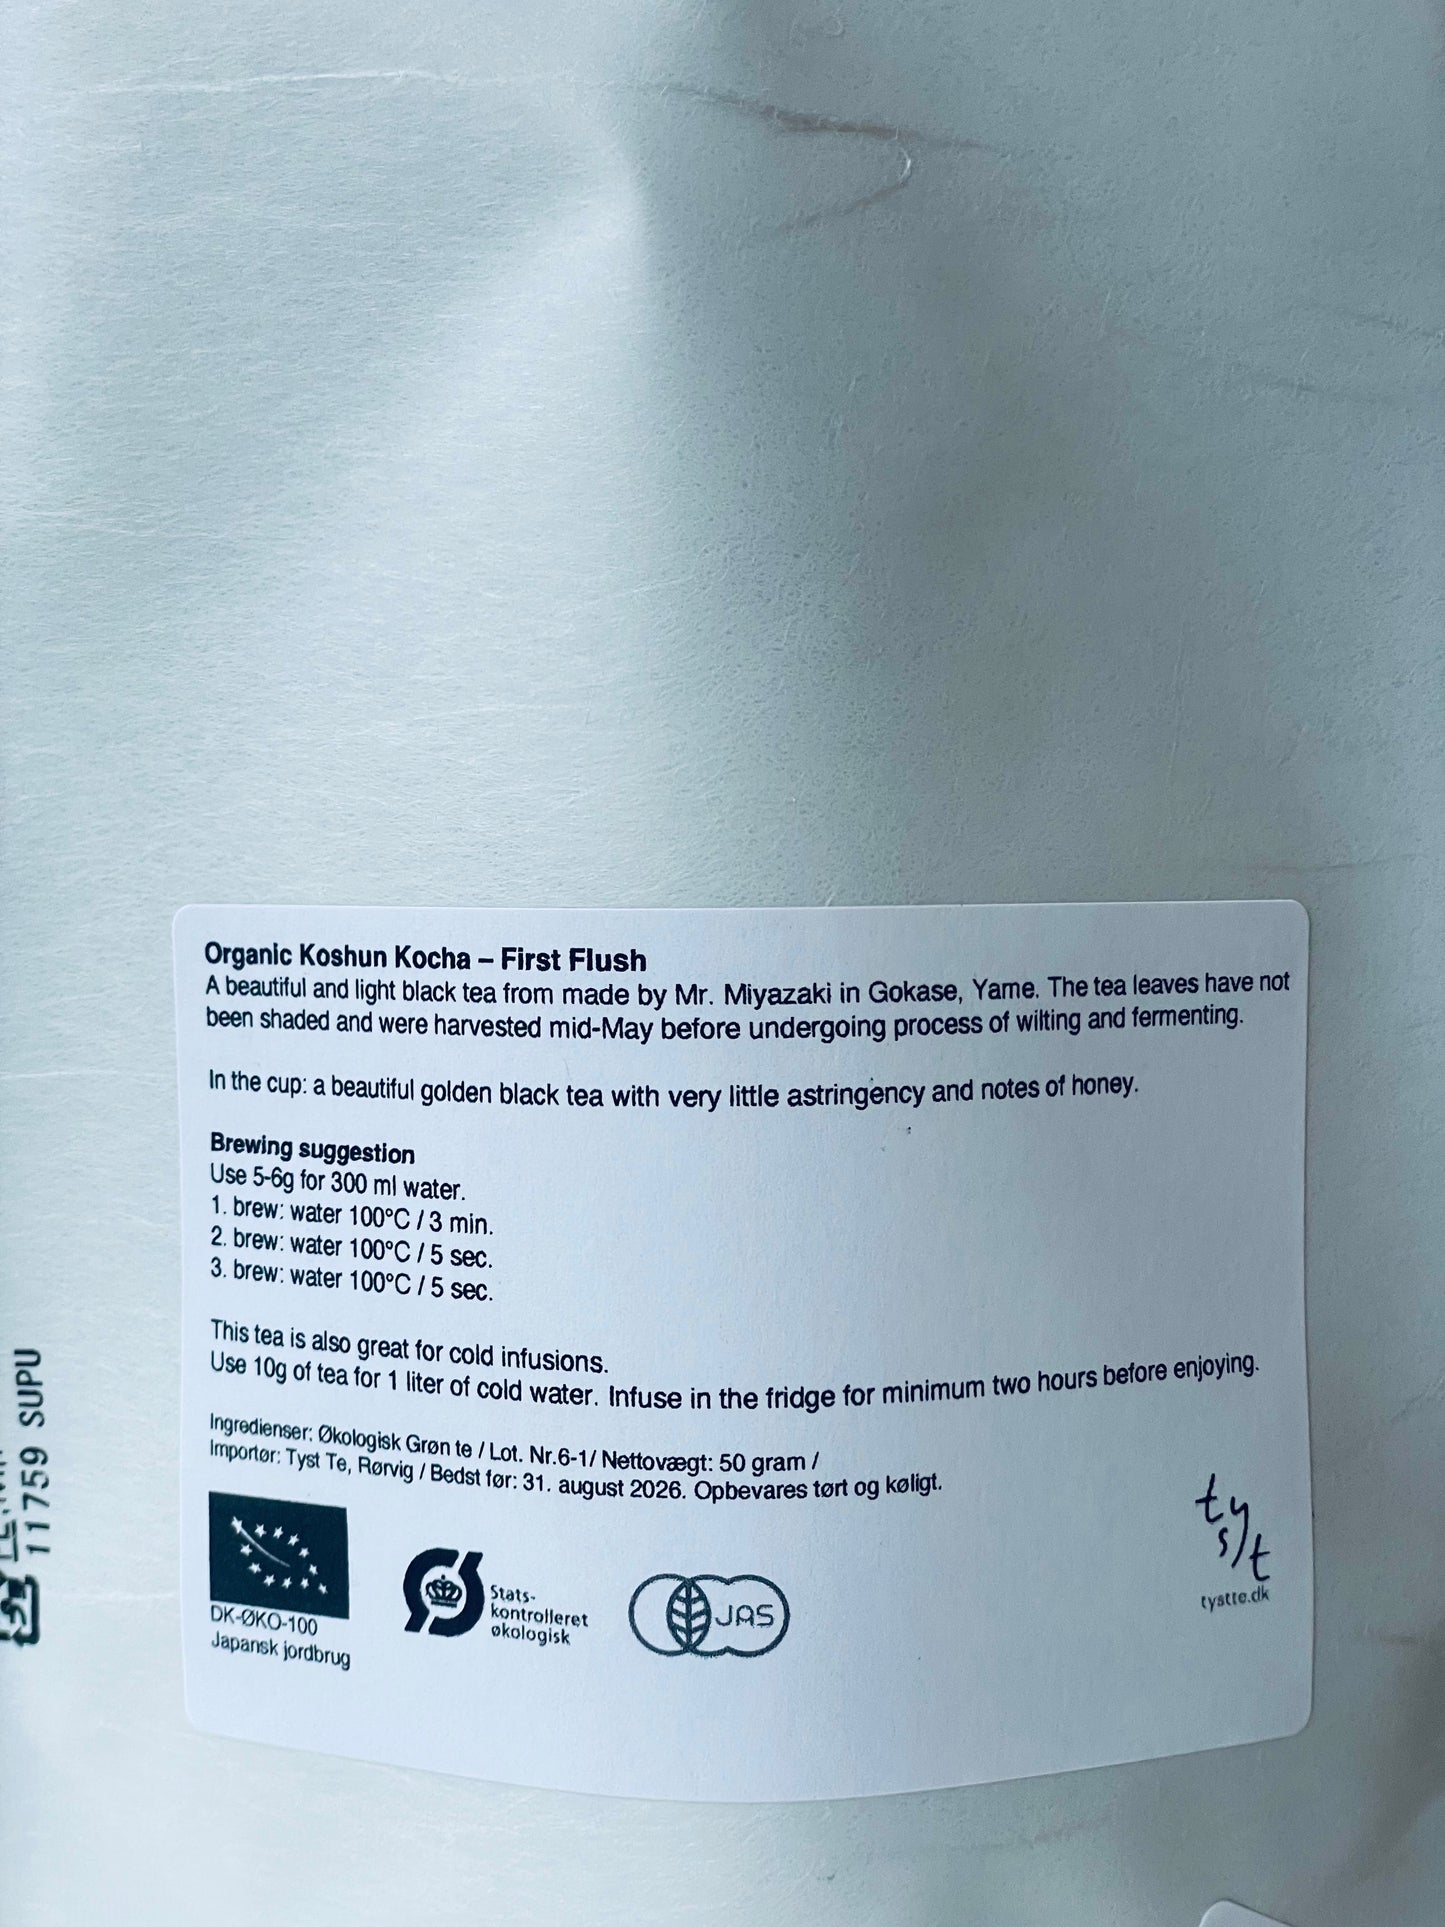 Organic Koshun Kocha – First Flush
A beautiful and light black tea from made by Mr. Miyazaki in Gokase, Yame. The tea leaves have not
been shaded and were harvested mid-May before undergoing process of wilting and fermenting.
In the cup: a beautiful golden black tea with very little astringency and notes of honey.
Brewing suggestion
Use 5-6g for 300 ml water.
1. brew: water 100°C / 3 min.
2. brew: water 100°C / 5 sec.
3. brew: water 100°C / 5 sec.
This tea is also great for cold infusions.
Use 10g of tea for 1 liter of cold water. Infuse in the fridge for minimum two hours before enjoying.
Ingredienser: Økologisk Grøn te / Lot. Nr.6-1/ Nettovægt: 50 gram /
Importør: Tyst Te, Rørvig / Bedst før: 31. august 2026. Opbevares tørt og køligt.
DK-ØKO-100
Japansk jordbrug
Stats-
kontrolleret
økologisk
JAS
tyst
tystte.dk
11759 SUPU